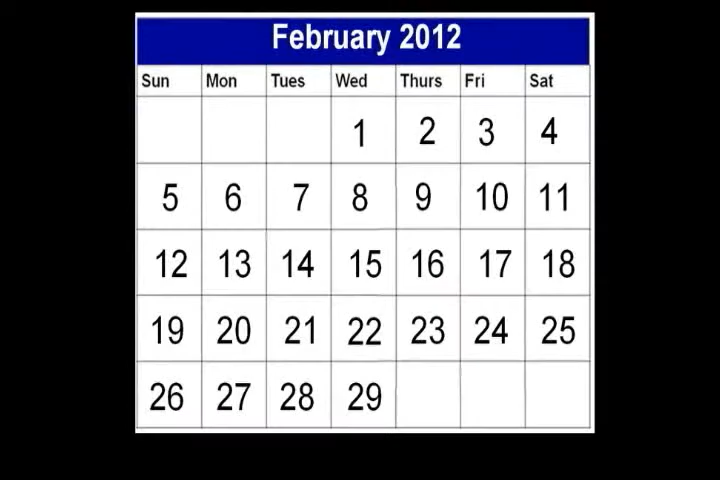 February 2012
Sun Mon Tues Wed Thurs Fri Sat
1 2 3 4
5 6 7 8 9 10 11
12 13 14 15 16 17 18
19 20 21 22 23 24 25
26 27 28 29